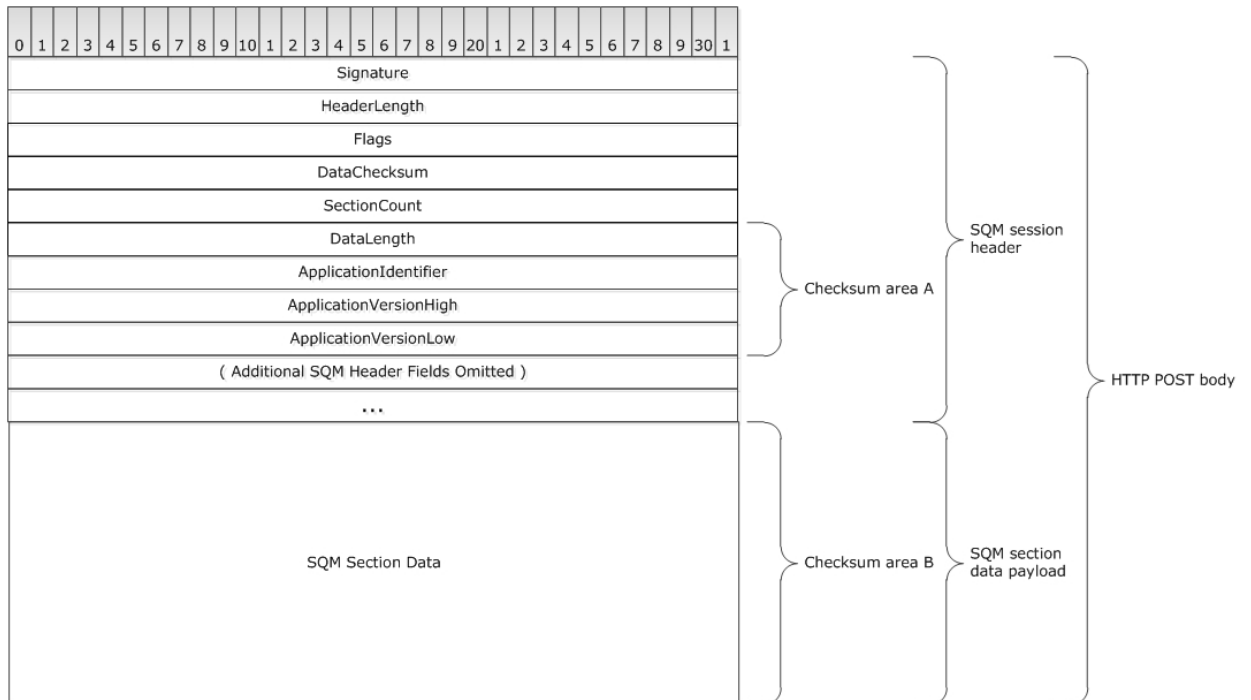 0 1 2 3 4 5 6 7 8 9 10 1 2 3 4 5 6 7 8 9 20 1 2 3 4 5 6 7 8 9 30 1
Signature
HeaderLength
Flags
DataChecksum
SectionCount
DataLength
ApplicationIdentifier
ApplicationVersionHigh
ApplicationVersionLow
( Additional SQM Header Fields Omitted )
...
SQM Section Data
Checksum area A
Checksum area B
SQM session
header
SQM section
data payload
HTTP POST body